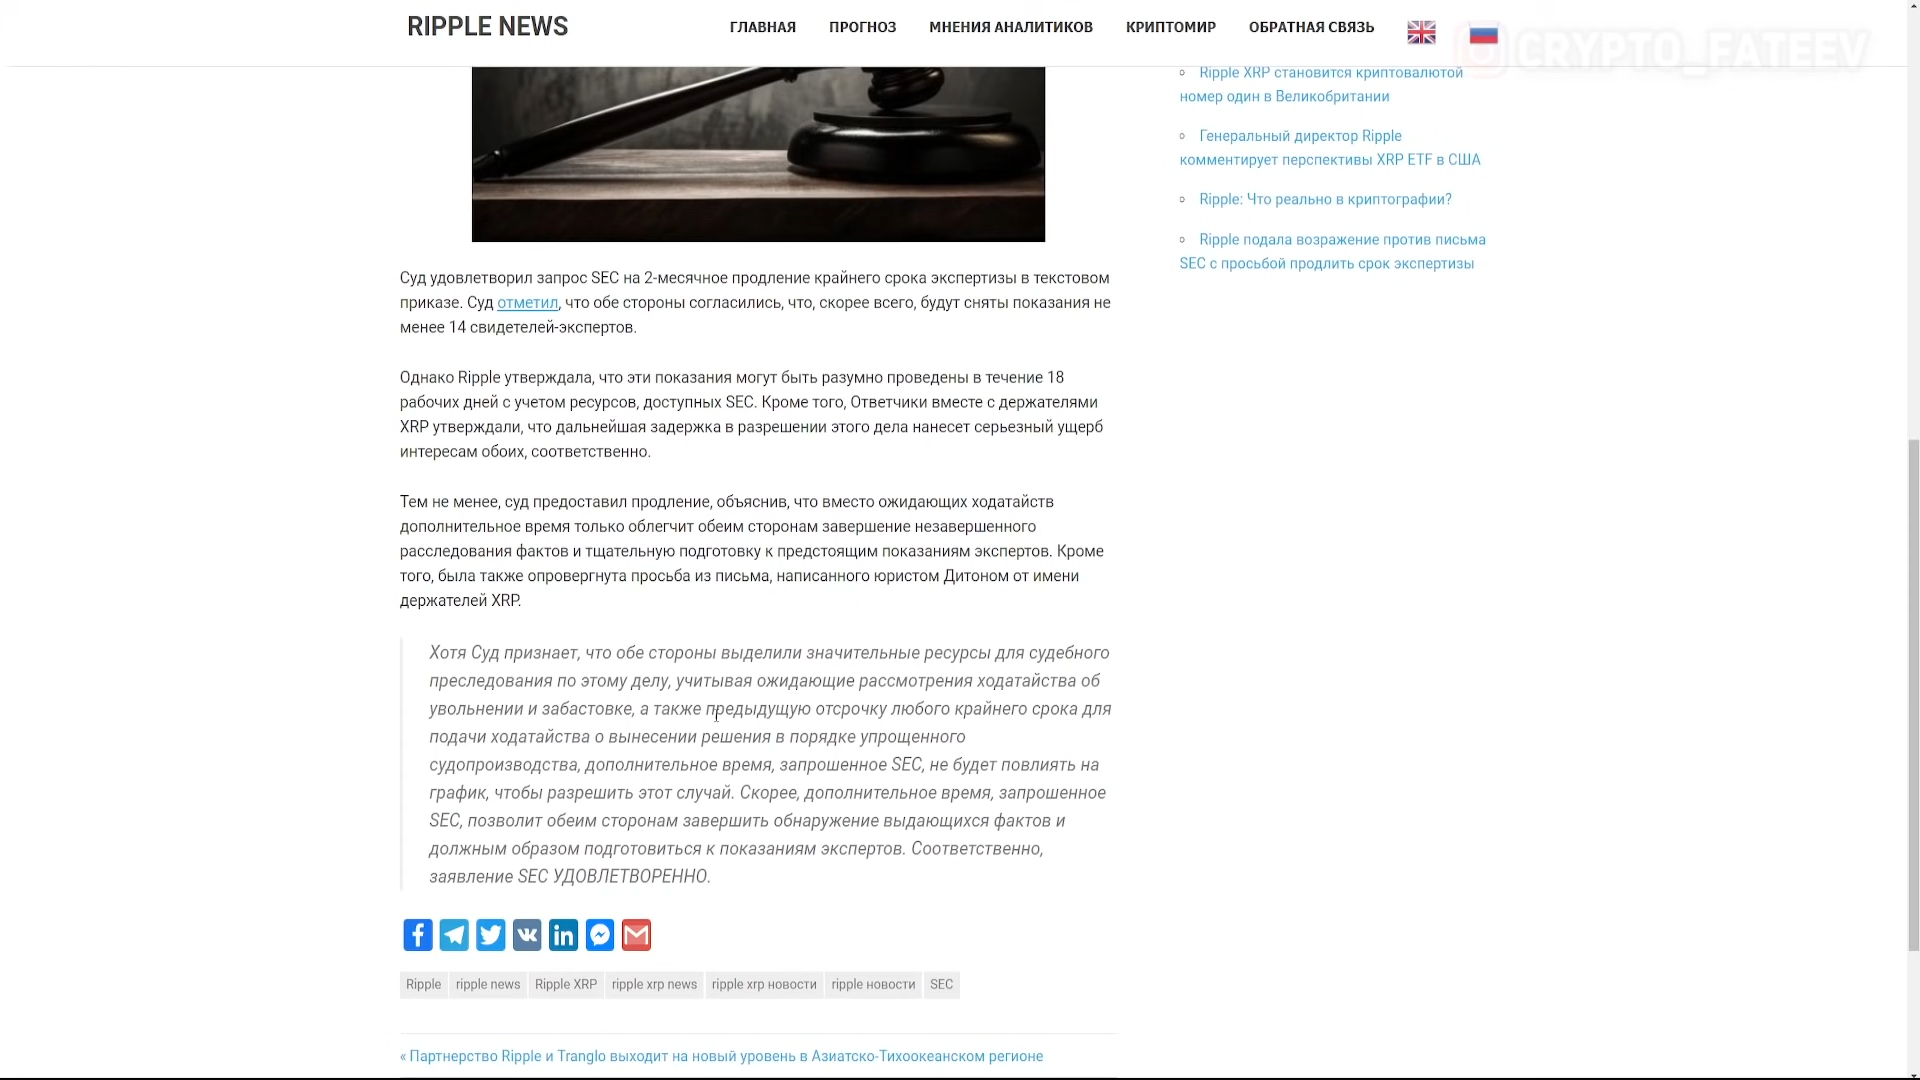 RIPPLE NEWS
ГЛАВНАЯ ПРОГНОЗ МНЕНИЯ АНАЛИТИКОВ КРИПТОМИР ОБРАТНАЯ СВЯЗЬ
CRYPTO_FATEEV
Суд удовлетворил запрос SEC на 2-месячное продление крайнего срока экспертизы в текстовом
приказе. Суд отметил, что обе стороны согласились, что, скорее всего, будут сняты показания не
менее 14 свидетелей-экспертов.
Однако Ripple утверждала, что эти показания могут быть разумно проведены в течение 18
рабочих дней с учетом ресурсов, доступных SEC. Кроме того, Ответчики вместе с держателями
XRP утверждали, что дальнейшая задержка в разрешении этого дела нанесет серьезный ущерб
интересам обоих, соответственно.
Тем не менее, суд предоставил продление, объяснив, что вместо ожидающих ходатайств
дополнительное время только облегчит обеим сторонам завершение незавершенного
расследования фактов и тщательную подготовку к предстоящим показаниям экспертов. Кроме
того, была также опровергнута просьба из письма, написанного юристом Дитоном от имени
держателей XRP.
Хотя Суд признает, что обе стороны выделили значительные ресурсы для судебного
преследования по этому делу, учитывая ожидающие рассмотрения ходатайства об
увольнении и забастовке, а также предыдущую отсрочку любого крайнего срока для
подачи ходатайства о вынесении решения в порядке упрощенного
судопроизводства, дополнительное время, запрошенное SEC, не будет повлиять на
график, чтобы разрешить этот случай. Скорее, дополнительное время, запрошенное
SEC, позволит обеим сторонам завершить обнаружение выдающихся фактов и
должным образом подготовиться к показаниям экспертов. Соответственно,
заявление SEC УДОВЛЕТВОРЕННО.
Ripple ripple news Ripple XRP ripple xrp news ripple xrp новости ripple новости SEC
« Партнерство Ripple и Tranglo выходит на новый уровень в Азиатско-Тихоокеанском регионе
Ripple XRP становится криптовалютой
номер один в Великобритании
Генеральный директор Ripple
комментирует перспективы XRP ETF в США
Ripple: Что реально в криптографии?
Ripple подала возражение против письма
SEC с просьбой продлить срок экспертизы